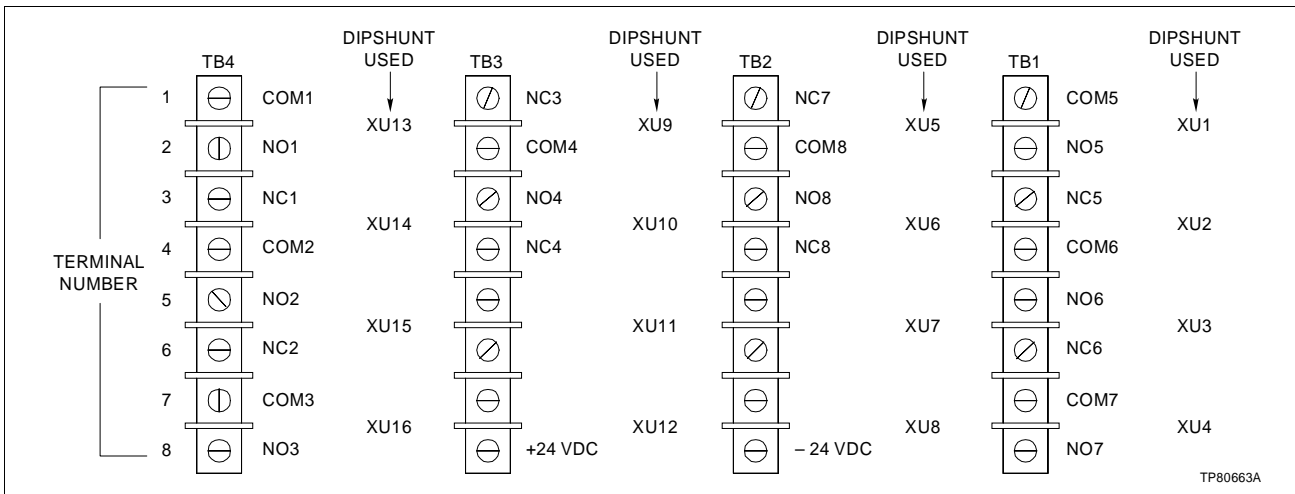 DIPSHUNT DIPSHUNT DIPSHUNT DIPSHUNT
USED USED USED USED
TB4 TB3 TB2 TB1
1 COM1 NC3 NC7 COM5
XU13 XU9 XU5 XU1
2 NO1 COM4 COM8 NO5
3 NC1 NO4 NO8 NC5
XU14 XU10 XU6 XU2
4 COM2 NC4 NC8 COM6
TERMINAL
NUMBER
5 NO2 NO6
XU15 XU11 XU7 XU3
6 NC2 NC6
7 COM3 COM7
XU16 XU12 XU8 XU4
8 NO3 +24 VDC – 24 VDC NO7
TP80663A